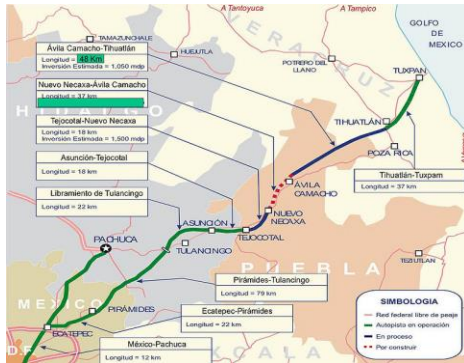 A Tantoyuca
A Tampico
GOLFO
DE MEXICO
TAMAZUNCHALE
HUEJUTLA
POTRERO DEL
LLANO
VERACRUZ
TUXPAN
TIHUATLÁN
POZA RICA
Ávila Camacho-Tihuatlán
Longitud = 48 Km
Inversión Estimada = 1,050 mdp
Nuevo Necaxa-Ávila Camacho
Longitud = 37 km
Tejocotal-Nuevo Necaxa
Longitud = 18 km
Inversión Estimada = 1,500 mdp
Asunción-Tejocotal
Longitud = 18 km
Libramiento de Tulancingo
Longitud = 22 km
Tihuatlán-Tuxpam
Longitud = 37 km
HIDALGO
ÁVILA
CAMACHO
NUEVO
NECAXA
ASUNCIÓN
TEJOCOTAL
TULANCINGO
PACHUCA
PUEBLA
TEZIUTLAN
Pirámides-Tulancingo
Longitud = 79 km
MEXICO
PIRÁMIDES
Ecatepec-Pirámides
Longitud = 22 km
ECATEPEC
México-Pachuca
Longitud = 12 km
D F
SIMBOLOGIA
Red federal libre de peaje
Autopista en operación
En proceso
Por construir